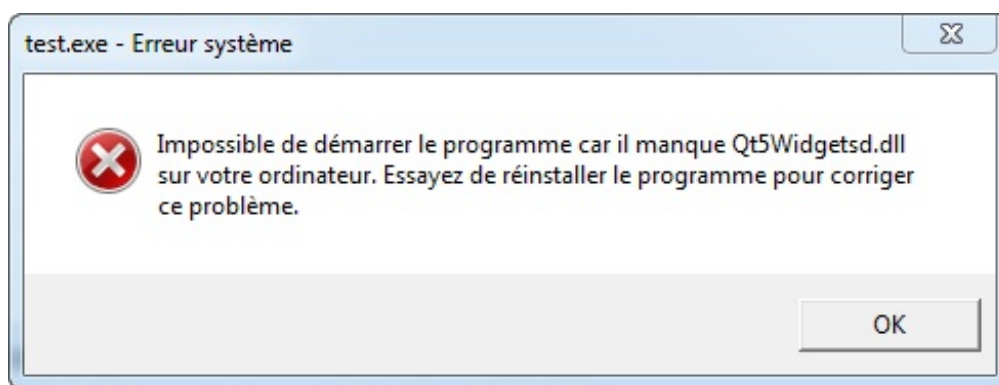 test.exe - Erreur système
Impossible de démarrer le programme car il manque Qt5Widgetsd.dll
sur votre ordinateur. Essayez de réinstaller le programme pour corriger
ce problème.
OK